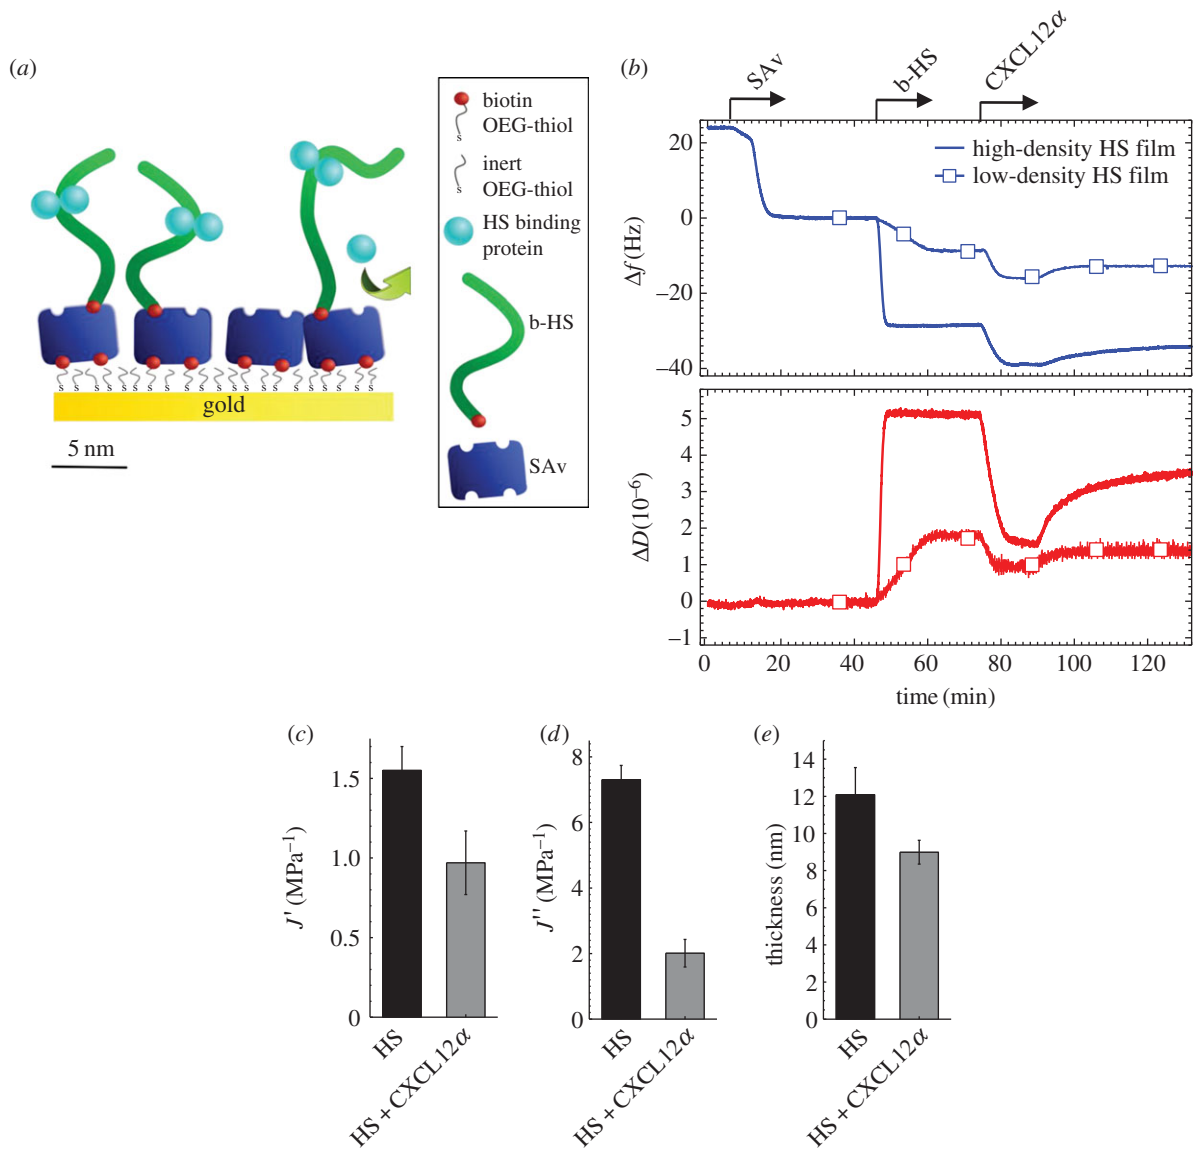 (a)
biotin
OEG-thiol
s
inert
OEG-thiol
s
HS binding
protein
b-HS
SAv
s s s s s s s s s s s s s s s s
gold
5 nm
(b)
SAv
b-HS
CXCL12α
high-density HS film
low-density HS film
Δf (Hz)
20
0
−20
−40
ΔD (10⁻⁶)
5
4
3
2
1
0
−1
0 20 40 60 80 100 120
time (min)
(c)
J' (MPa⁻¹)
1.5
1.0
0.5
0
HS
HS + CXCL12α
(d)
J'' (MPa⁻¹)
8
6
4
2
0
HS
HS + CXCL12α
(e)
thickness (nm)
14
12
10
8
6
4
2
0
HS
HS + CXCL12α